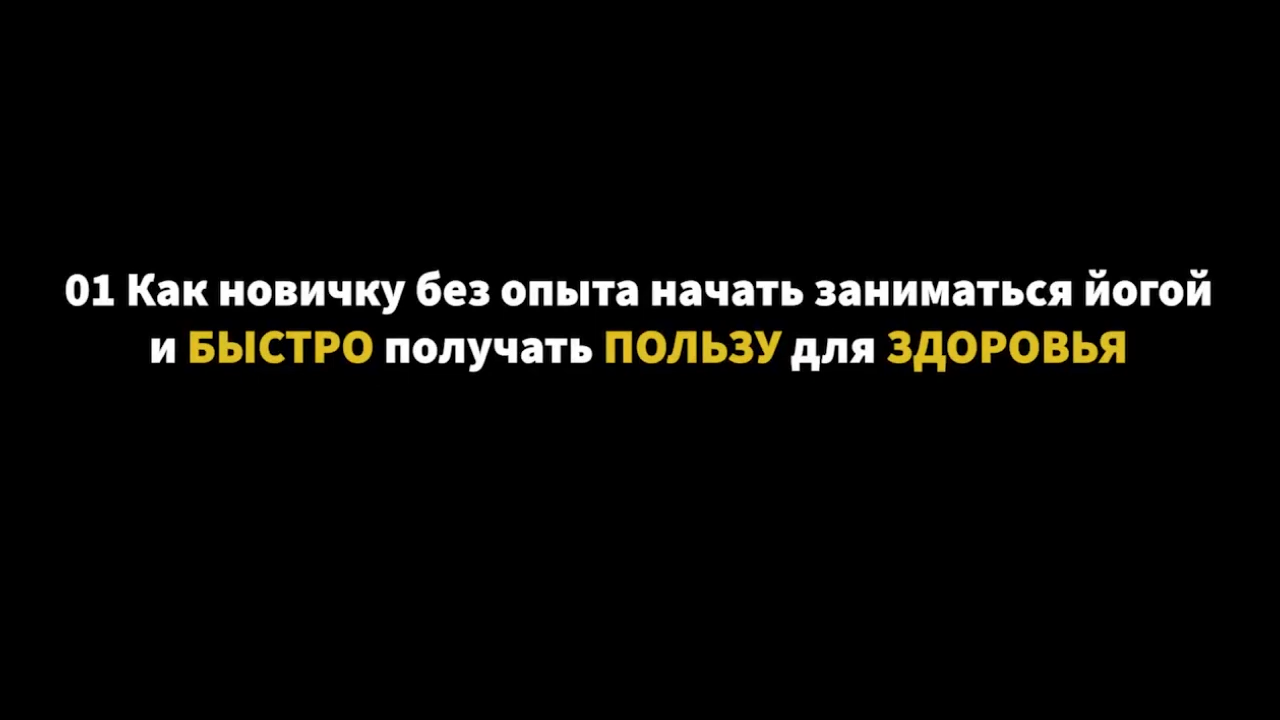 01 Как новичку без опыта начать заниматься йогой
и БЫСТРО получать ПОЛЬЗУ для ЗДОРОВЬЯ